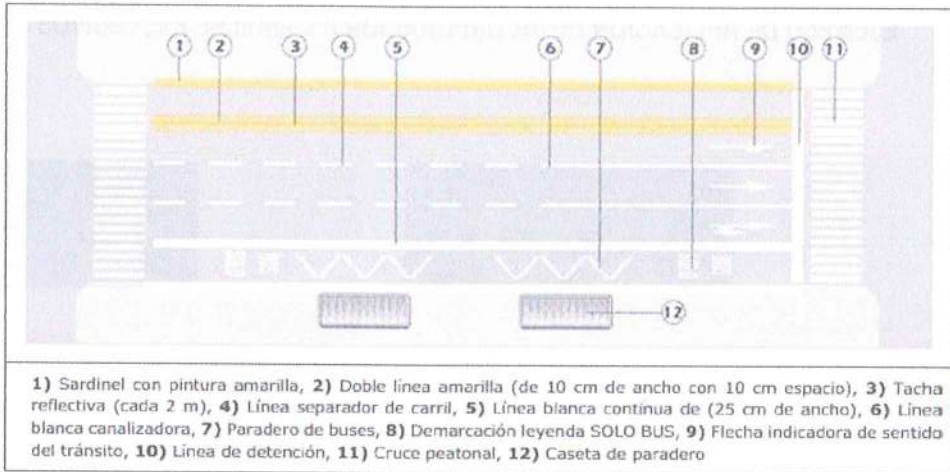 1 2 3 4 5 6 7 8 9 10 11
12
1) Sardinel con pintura amarilla, 2) Doble línea amarilla (de 10 cm de ancho con 10 cm espacio), 3) Tacha
reflectiva (cada 2 m), 4) Línea separador de carril, 5) Línea blanca continua de (25 cm de ancho), 6) Línea
blanca canalizadora, 7) Paradero de buses, 8) Demarcación leyenda SOLO BUS, 9) Flecha indicadora de sentido
del tránsito, 10) Línea de detención, 11) Cruce peatonal, 12) Caseta de paradero